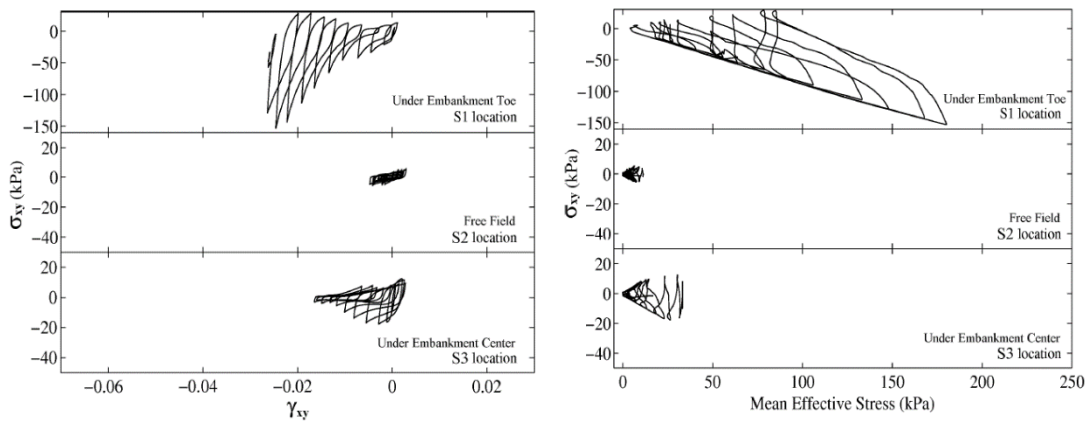 0
−50
−100
−150
Under Embankment Toe
S1 location
20
0
−20
−40
Free Field
S2 location
20
0
−20
−40
Under Embankment Center
S3 location
σxy (kPa)
−0.06 −0.04 −0.02 0 0.02
γxy
0
−50
−100
−150
Under Embankment Toe
S1 location
20
0
−20
−40
Free Field
S2 location
20
0
−20
−40
Under Embankment Center
S3 location
σxy (kPa)
0 50 100 150 200 250
Mean Effective Stress (kPa)